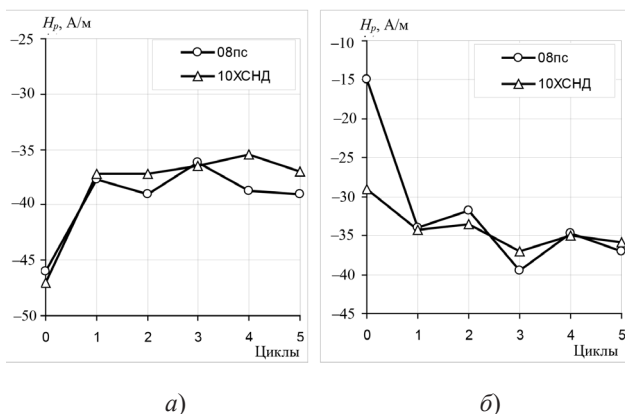 Hp, А/м
–25
–30
–35
–40
–45
–50
08пс
10ХСНД
0 1 2 3 4 5
Циклы
а)
Hp, А/м
–10
–15
–20
–25
–30
–35
–40
–45
08пс
10ХСНД
0 1 2 3 4 5
Циклы
б)